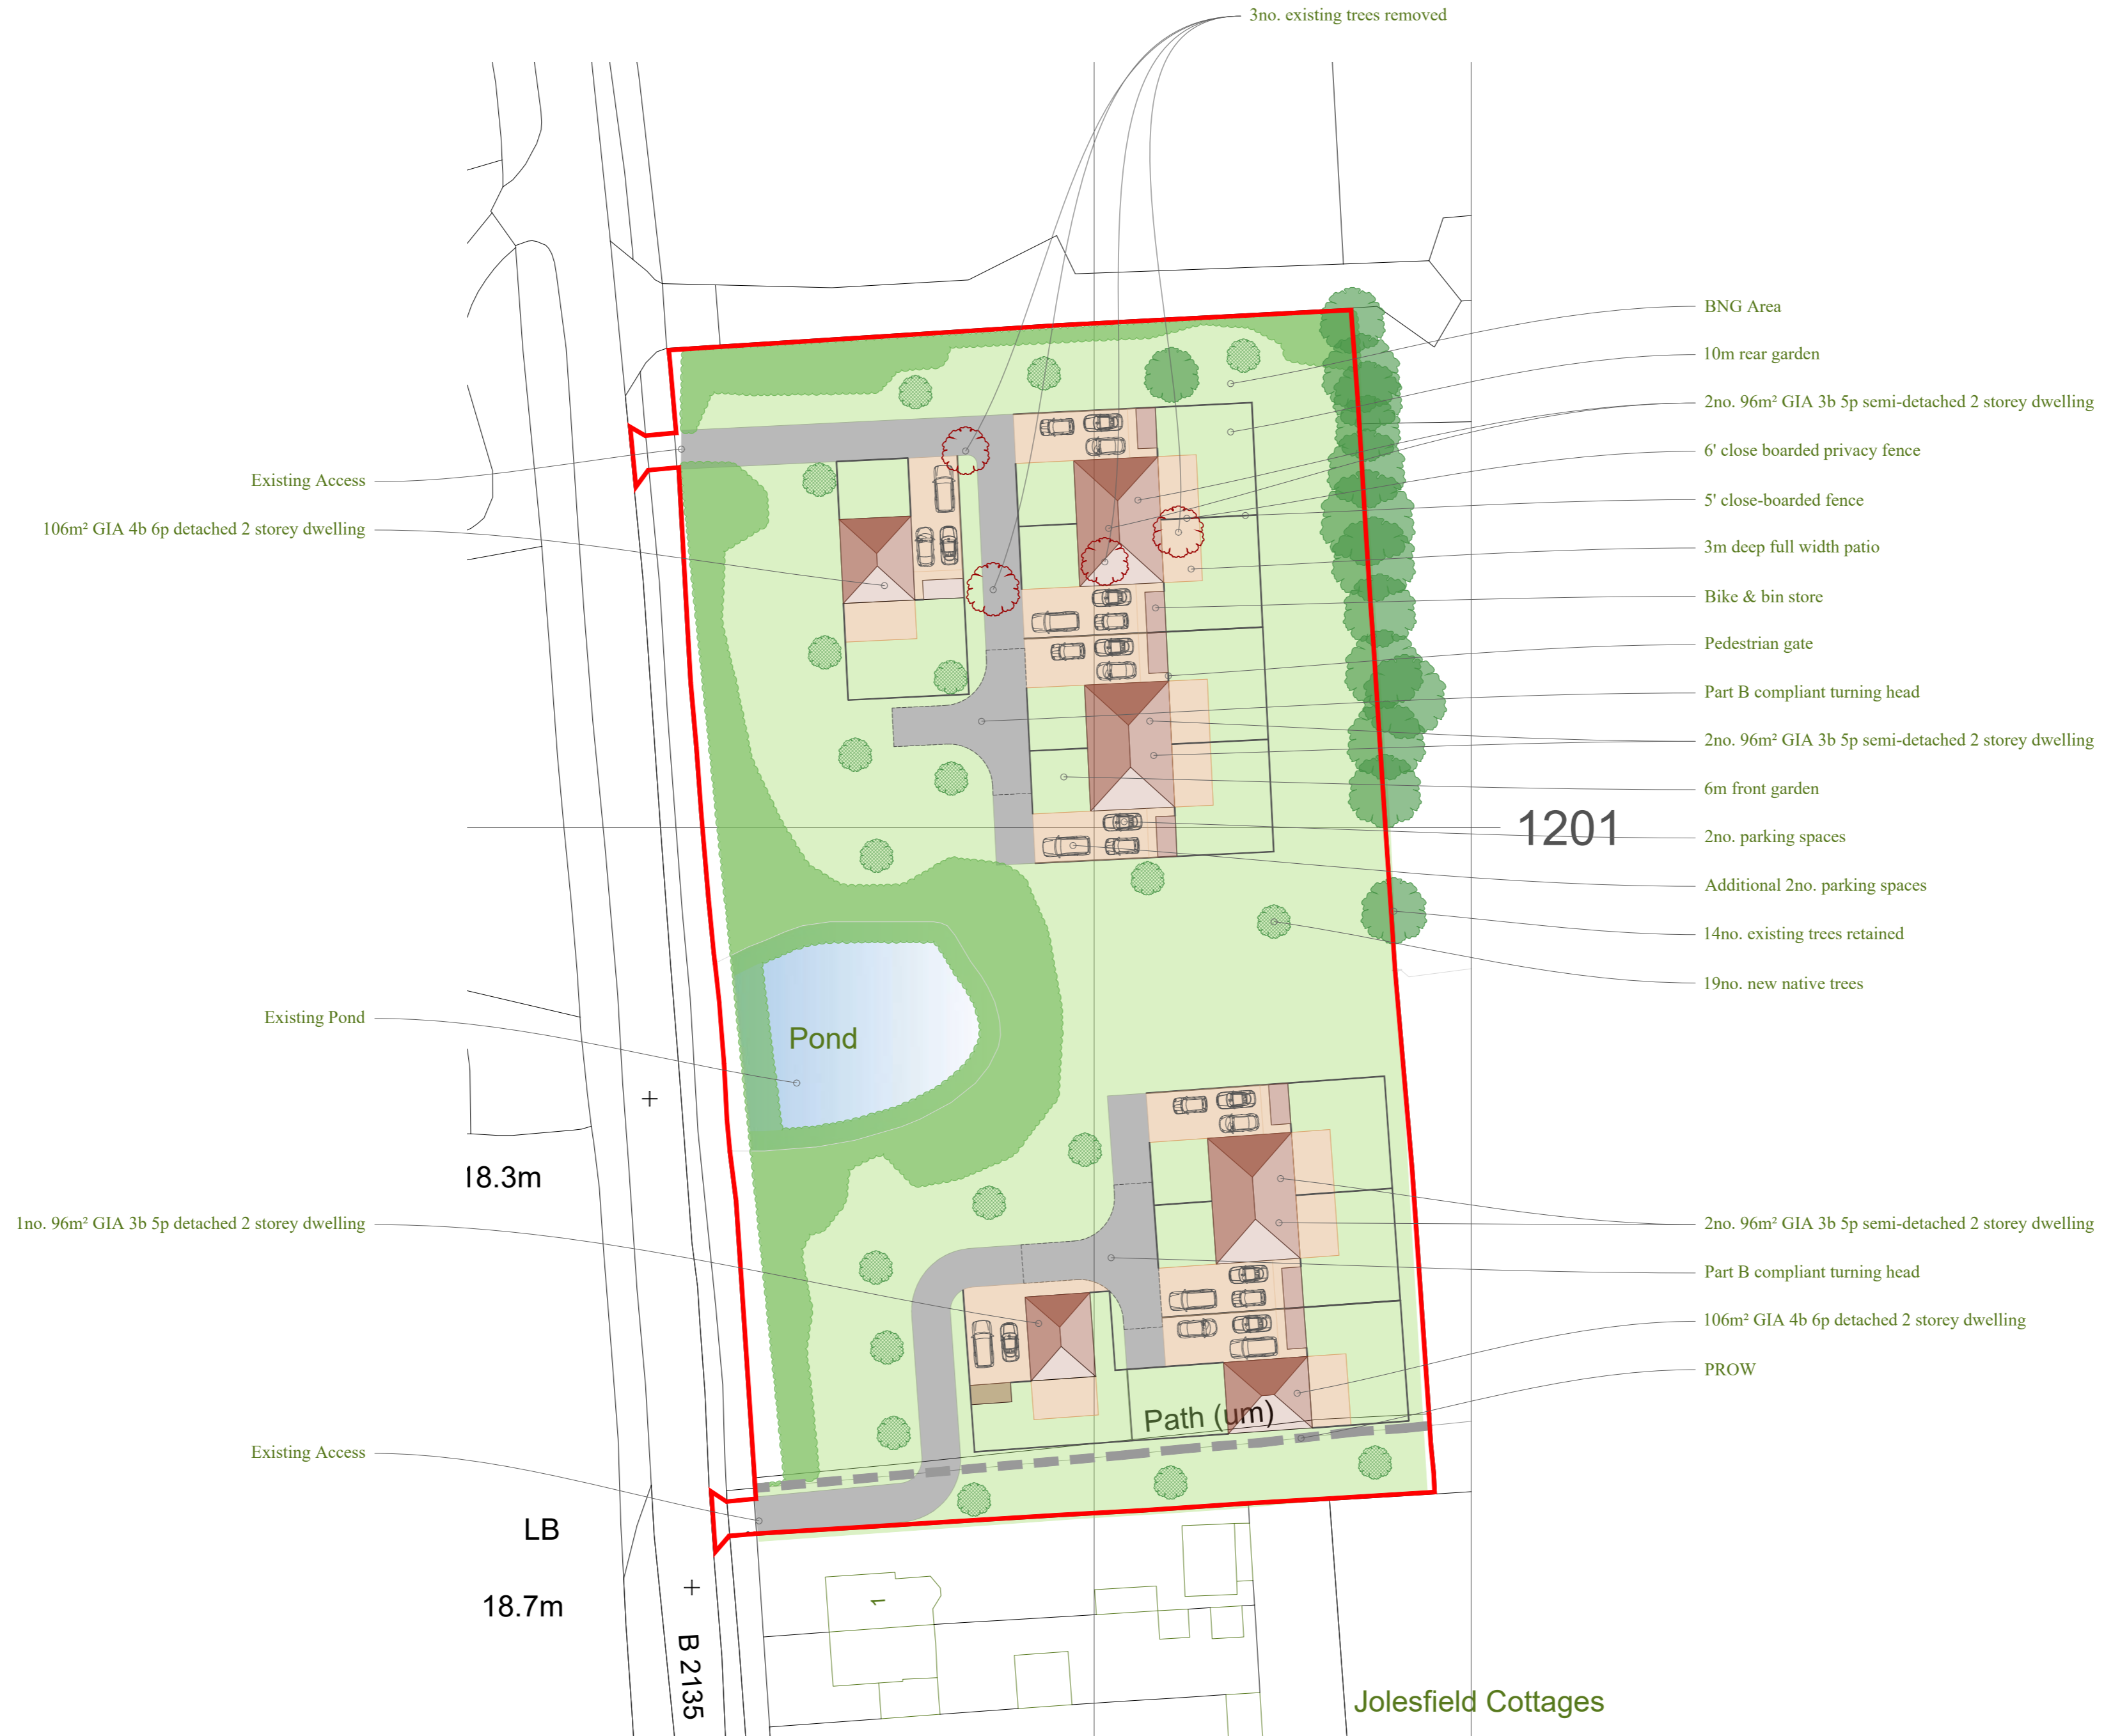 3no. existing trees removed
BNG Area
10m rear garden
2no. 96m² GIA 3b 5p semi-detached 2 storey dwelling
6' close boarded privacy fence
Existing Access
5' close-boarded fence
106m² GIA 4b 6p detached 2 storey dwelling
3m deep full width patio
Bike & bin store
Pedestrian gate
Part B compliant turning head
2no. 96m² GIA 3b 5p semi-detached 2 storey dwelling
6m front garden
1201
2no. parking spaces
Additional 2no. parking spaces
14no. existing trees retained
19no. new native trees
Existing Pond
Pond
18.3m
1no. 96m² GIA 3b 5p detached 2 storey dwelling
2no. 96m² GIA 3b 5p semi-detached 2 storey dwelling
Part B compliant turning head
106m² GIA 4b 6p detached 2 storey dwelling
PROW
Path (um)
Existing Access
LB
18.7m
1
B 2135
Jolesfield Cottages